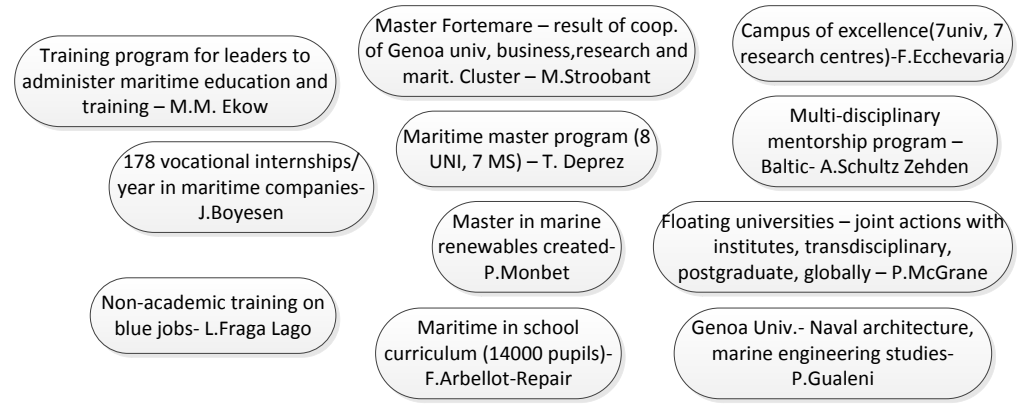 Training program for leaders to
administer maritime education and
training – M.M. Ekow
178 vocational internships/
year in maritime companies-
J.Boyesen
Non-academic training on
blue jobs- L.Fraga Lago
Master Fortemare – result of coop.
of Genoa univ, business,research and
marit. Cluster – M.Stroobant
Maritime master program (8
UNI, 7 MS) – T. Deprez
Master in marine
renewables created-
P.Monbet
Maritime in school
curriculum (14000 pupils)-
F.Arbellot-Repair
Campus of excellence(7univ, 7
research centres)-F.Ecchevaria
Multi-disciplinary
mentorship program –
Baltic- A.Schultz Zehden
Floating universities – joint actions with
institutes, transdisciplinary,
postgraduate, globally – P.McGrane
Genoa Univ.- Naval architecture,
marine engineering studies-
P.Gualeni